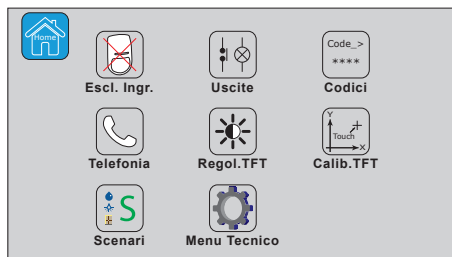 Home
Code_>
****
Escl. Ingr.
Uscite
Codici
Y
Touch
X
Telefonia
Regol.TFT
Calib.TFT
S
Scenari
Menu Tecnico